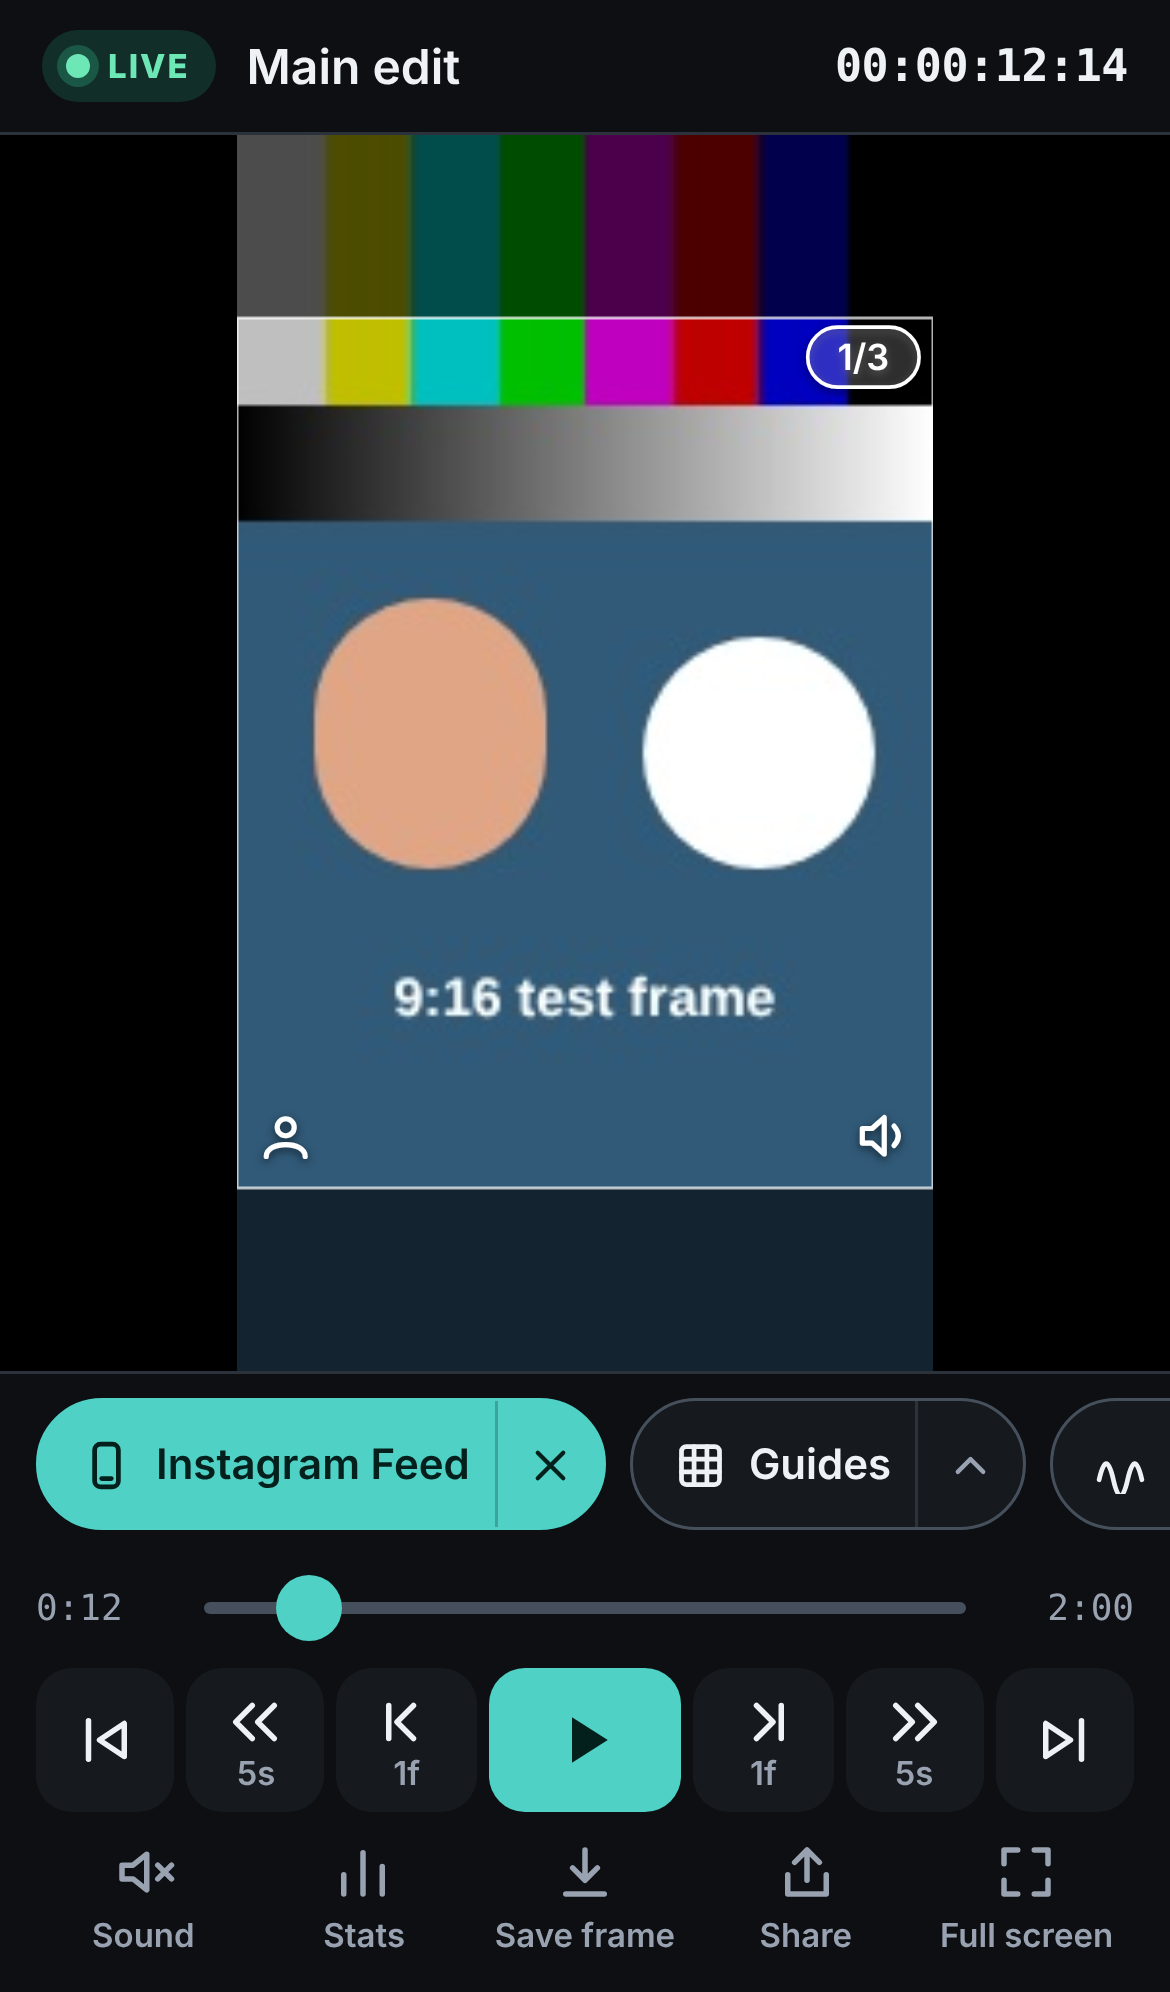 LIVE Main edit 00:00:12:14
1/3
9:16 test frame
Instagram Feed Guides
0:12 2:00
5s 1f 1f 5s
Sound Stats Save frame Share Full screen